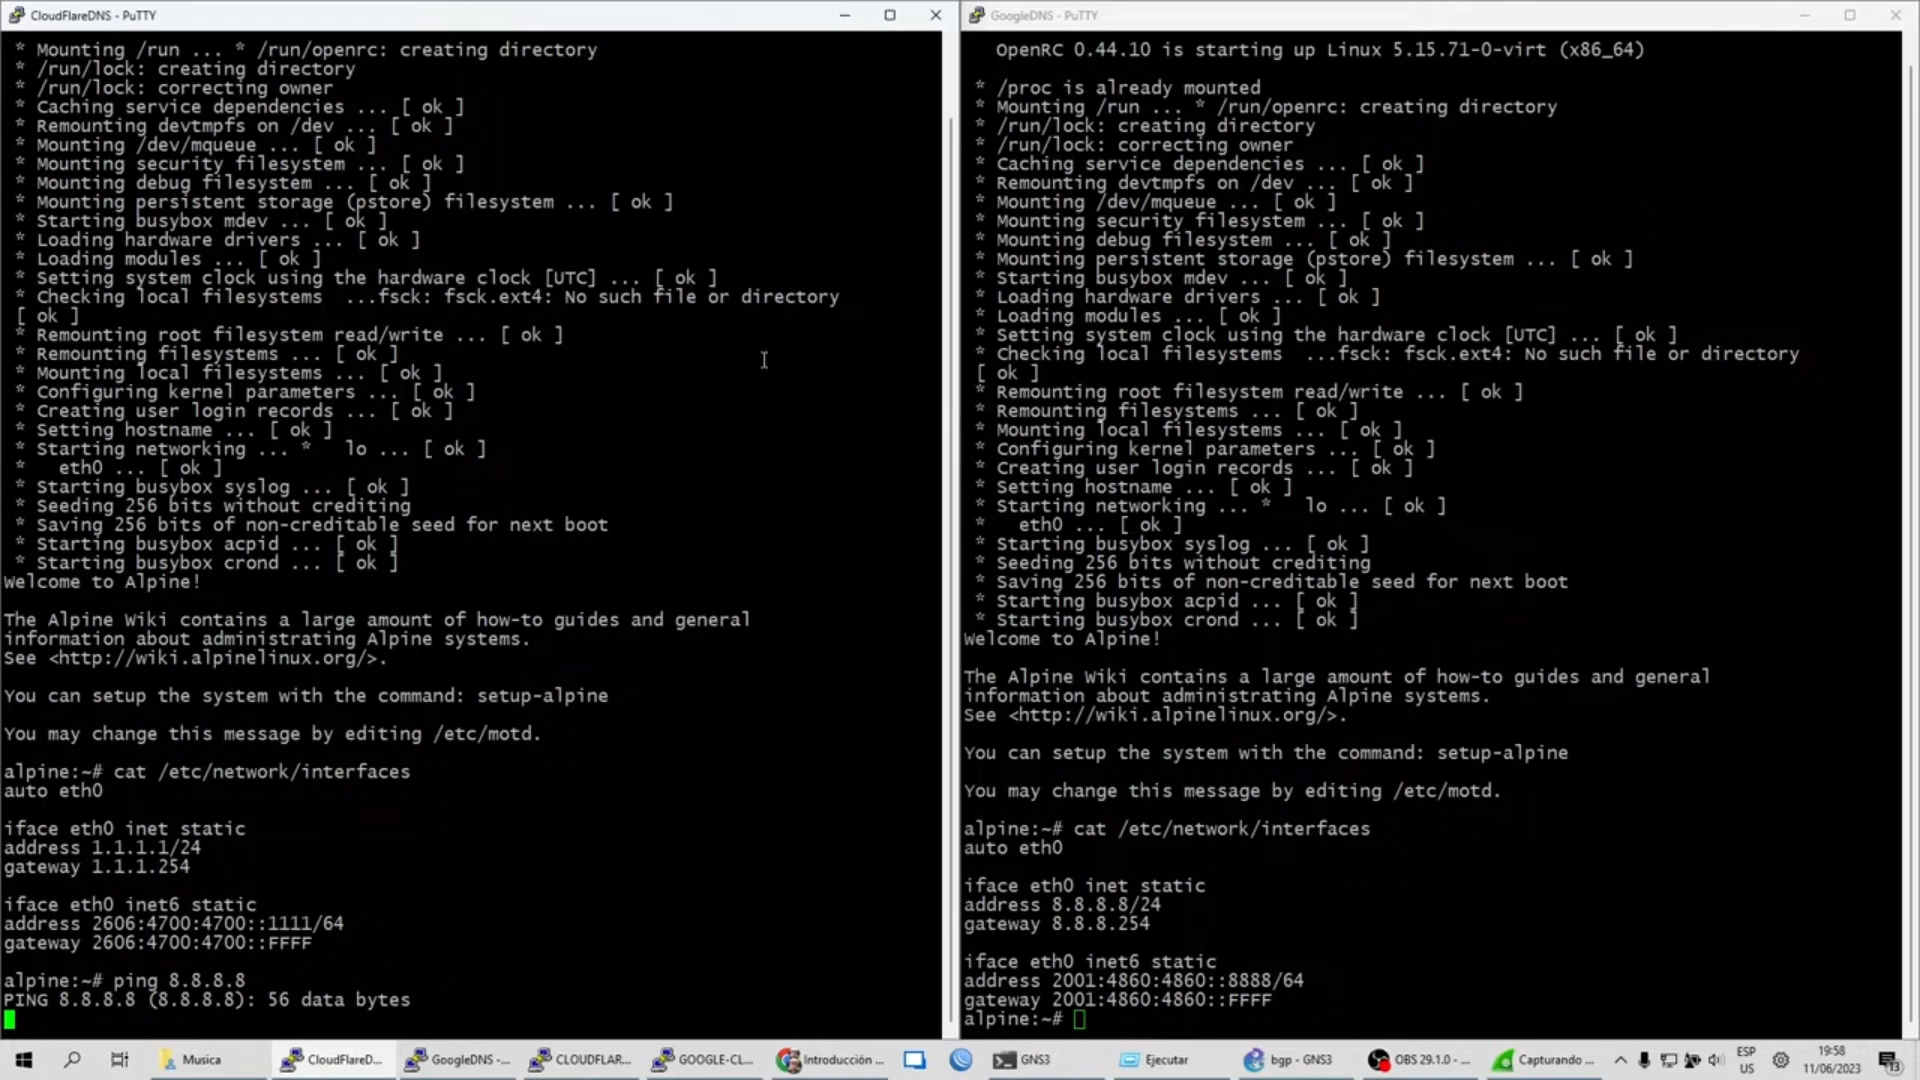 CloudFlareDNS - PuTTY
* Mounting /run ... * /run/openrc: creating directory
* /run/lock: creating directory
* /run/lock: correcting owner
* Caching service dependencies ... [ ok ]
* Remounting devtmpfs on /dev ... [ ok ]
* Mounting /dev/mqueue ... [ ok ]
* Mounting security filesystem ... [ ok ]
* Mounting debug filesystem ... [ ok ]
* Mounting persistent storage (pstore) filesystem ... [ ok ]
* Starting busybox mdev ... [ ok ]
* Loading hardware drivers ... [ ok ]
* Loading modules ... [ ok ]
* Setting system clock using the hardware clock [UTC] ... [ ok ]
* Checking local filesystems  ...fsck: fsck.ext4: No such file or directory
[ ok ]
* Remounting root filesystem read/write ... [ ok ]
* Remounting filesystems ... [ ok ]
* Mounting local filesystems ... [ ok ]
* Configuring kernel parameters ... [ ok ]
* Creating user login records ... [ ok ]
* Setting hostname ... [ ok ]
* Starting networking ... *   lo ... [ ok ]
*   eth0 ... [ ok ]
* Starting busybox syslog ... [ ok ]
* Seeding 256 bits without crediting
* Saving 256 bits of non-creditable seed for next boot
* Starting busybox acpid ... [ ok ]
* Starting busybox crond ... [ ok ]
Welcome to Alpine!
The Alpine Wiki contains a large amount of how-to guides and general
information about administrating Alpine systems.
See <http://wiki.alpinelinux.org/>.
You can setup the system with the command: setup-alpine
You may change this message by editing /etc/motd.
alpine:~# cat /etc/network/interfaces
auto eth0
iface eth0 inet static
address 1.1.1.1/24
gateway 1.1.1.254
iface eth0 inet6 static
address 2606:4700:4700::1111/64
gateway 2606:4700:4700::FFFF
alpine:~# ping 8.8.8.8
PING 8.8.8.8 (8.8.8.8): 56 data bytes
GoogleDNS - PuTTY
OpenRC 0.44.10 is starting up Linux 5.15.71-0-virt (x86_64)
* /proc is already mounted
* Mounting /run ... * /run/openrc: creating directory
* /run/lock: creating directory
* /run/lock: correcting owner
* Caching service dependencies ... [ ok ]
* Remounting devtmpfs on /dev ... [ ok ]
* Mounting /dev/mqueue ... [ ok ]
* Mounting security filesystem ... [ ok ]
* Mounting debug filesystem ... [ ok ]
* Mounting persistent storage (pstore) filesystem ... [ ok ]
* Starting busybox mdev ... [ ok ]
* Loading hardware drivers ... [ ok ]
* Loading modules ... [ ok ]
* Setting system clock using the hardware clock [UTC] ... [ ok ]
* Checking local filesystems  ...fsck: fsck.ext4: No such file or directory
[ ok ]
* Remounting root filesystem read/write ... [ ok ]
* Remounting filesystems ... [ ok ]
* Mounting local filesystems ... [ ok ]
* Configuring kernel parameters ... [ ok ]
* Creating user login records ... [ ok ]
* Setting hostname ... [ ok ]
* Starting networking ... *   lo ... [ ok ]
*   eth0 ... [ ok ]
* Starting busybox syslog ... [ ok ]
* Seeding 256 bits without crediting
* Saving 256 bits of non-creditable seed for next boot
* Starting busybox acpid ... [ ok ]
* Starting busybox crond ... [ ok ]
Welcome to Alpine!
The Alpine Wiki contains a large amount of how-to guides and general
information about administrating Alpine systems.
See <http://wiki.alpinelinux.org/>.
You can setup the system with the command: setup-alpine
You may change this message by editing /etc/motd.
alpine:~# cat /etc/network/interfaces
auto eth0
iface eth0 inet static
address 8.8.8.8/24
gateway 8.8.8.254
iface eth0 inet6 static
address 2001:4860:4860::8888/64
gateway 2001:4860:4860::FFFF
alpine:~#
Musica CloudFlareD... GoogleDNS -... CLOUDFLAR... GOOGLE-CL... Introducción ... GNS3 Ejecutar bgp - GNS3 OBS 29.1.0 - ... Capturando ... ESP 19:58
US 11/06/2023 13